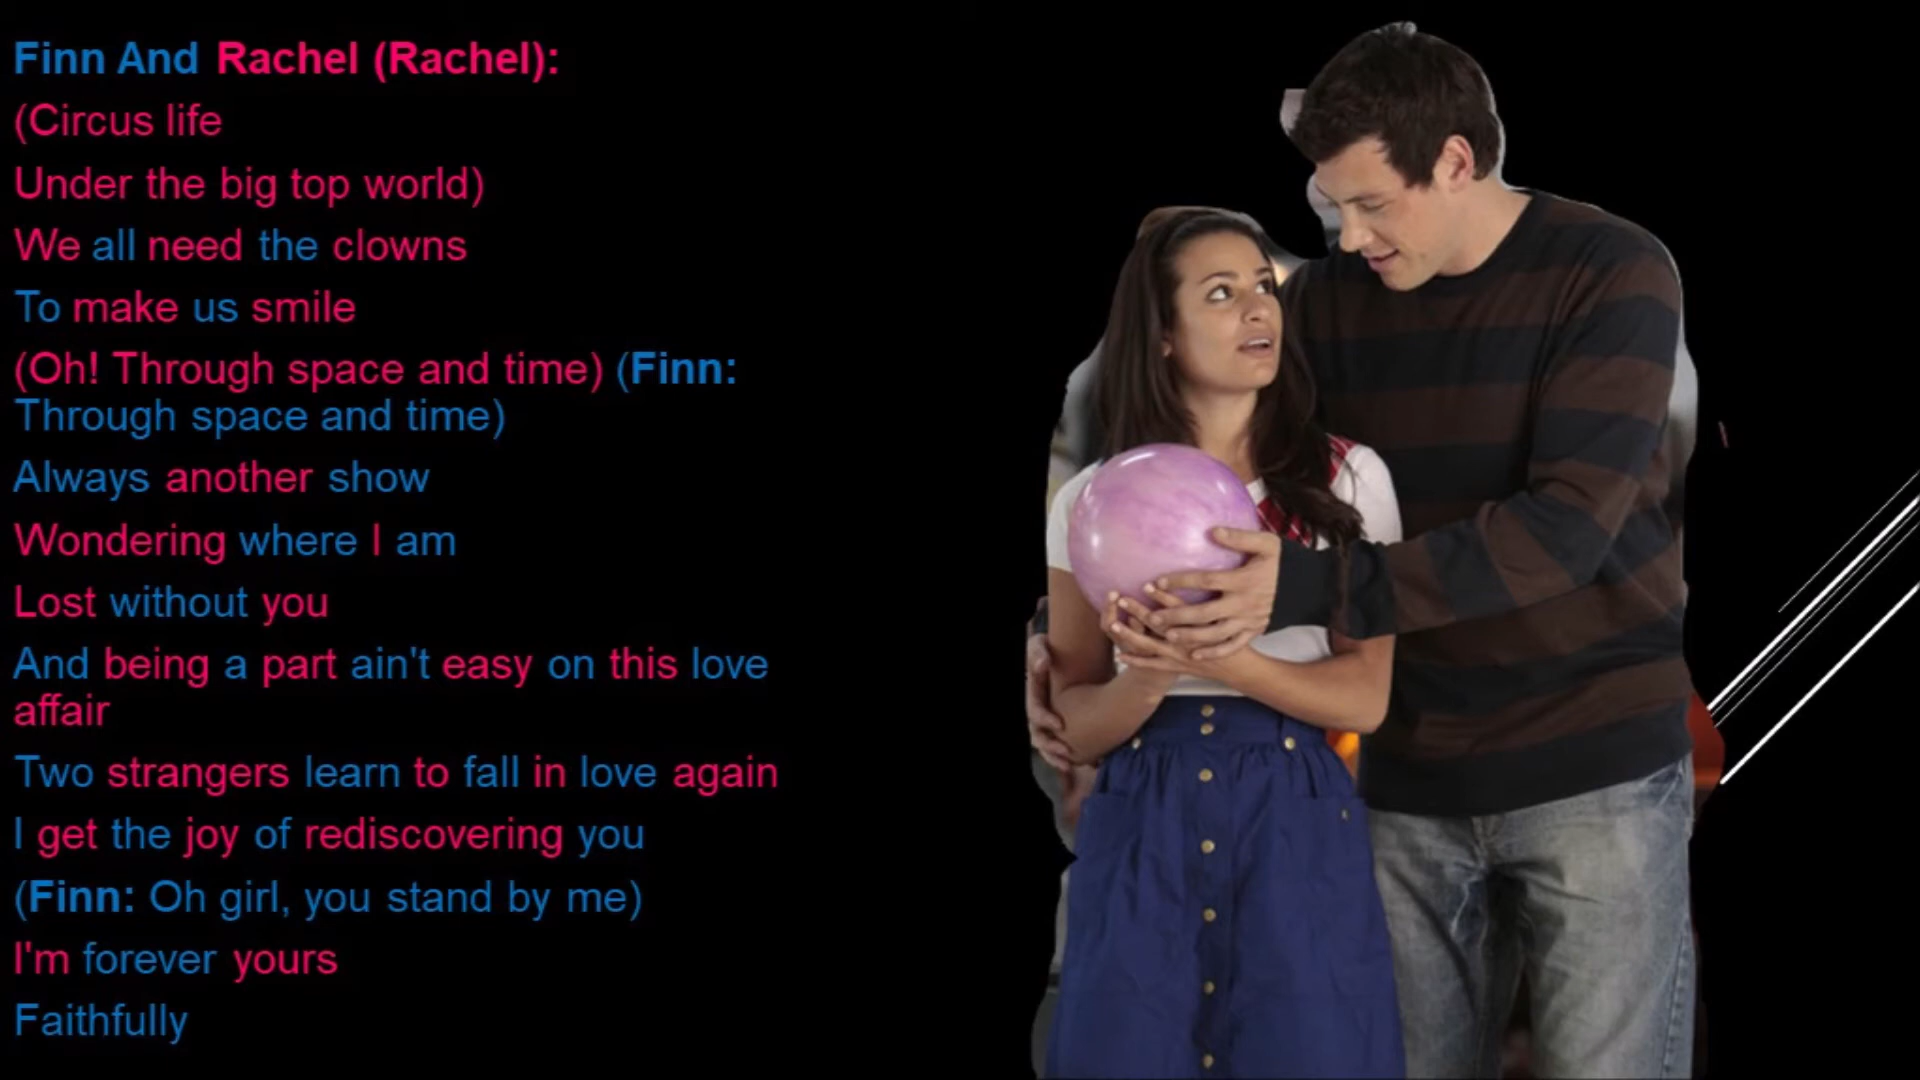 Finn And Rachel (Rachel):
(Circus life
Under the big top world)
We all need the clowns
To make us smile
(Oh! Through space and time) (Finn:
Through space and time)
Always another show
Wondering where I am
Lost without you
And being a part ain't easy on this love
affair
Two strangers learn to fall in love again
I get the joy of rediscovering you
(Finn: Oh girl, you stand by me)
I'm forever yours
Faithfully